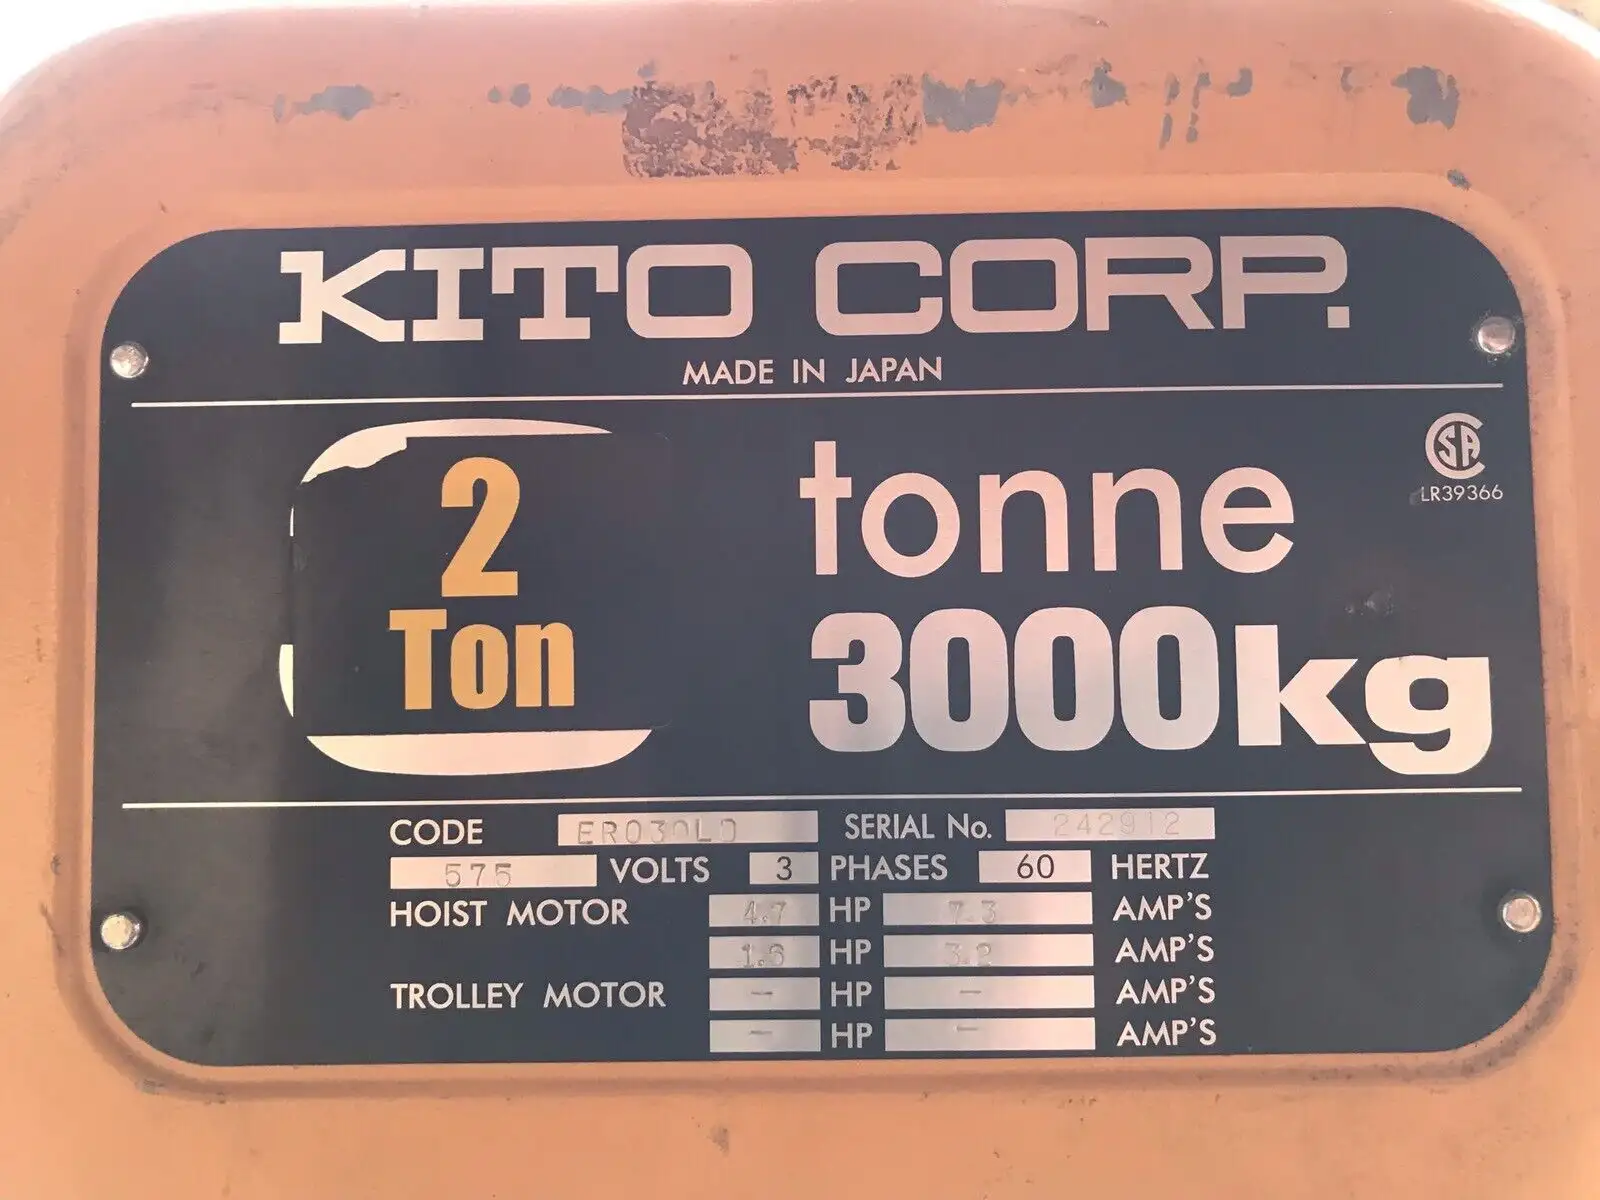 KITO CORP.
MADE IN JAPAN
2
Ton
tonne
3000kg
CSA
LR39366
CODE ER030LD SERIAL No. 242912
575 VOLTS 3 PHASES 60 HERTZ
HOIST MOTOR 4.7 HP 7.3 AMP'S
1.6 HP 3.2 AMP'S
TROLLEY MOTOR - HP - AMP'S
- HP - AMP'S